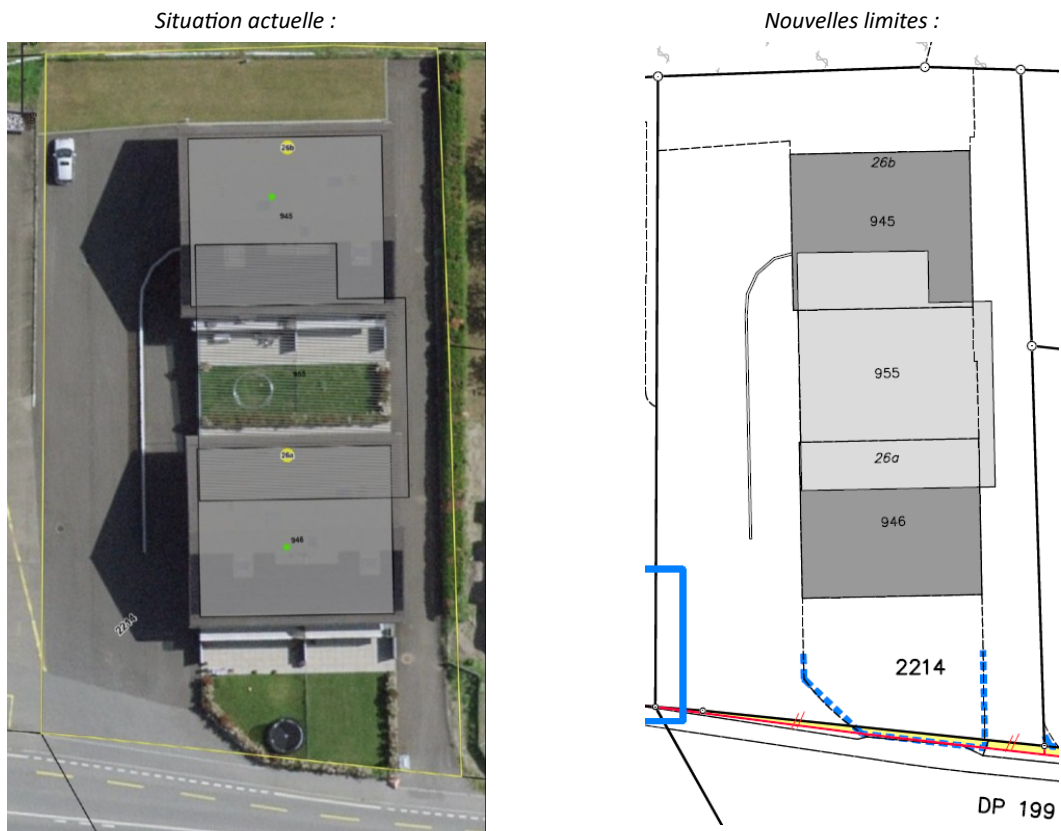 Situation actuelle :
Nouvelles limites :
26b
945
955
26a
946
2214
26b
945
955
26a
946
2214
DP 199